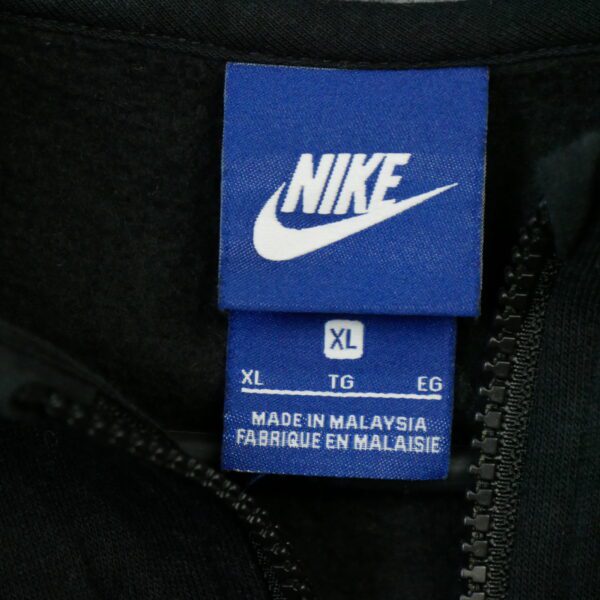 NIKE
XL
XL TG EG
MADE IN MALAYSIA
FABRIQUE EN MALAISIE